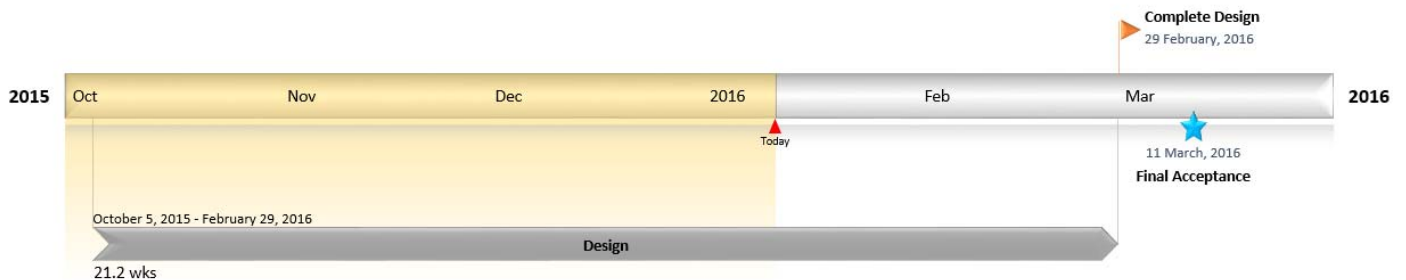 Complete Design
29 February, 2016
2015 Oct Nov Dec 2016 Feb Mar 2016
Today
11 March, 2016
Final Acceptance
October 5, 2015 - February 29, 2016
Design
21.2 wks